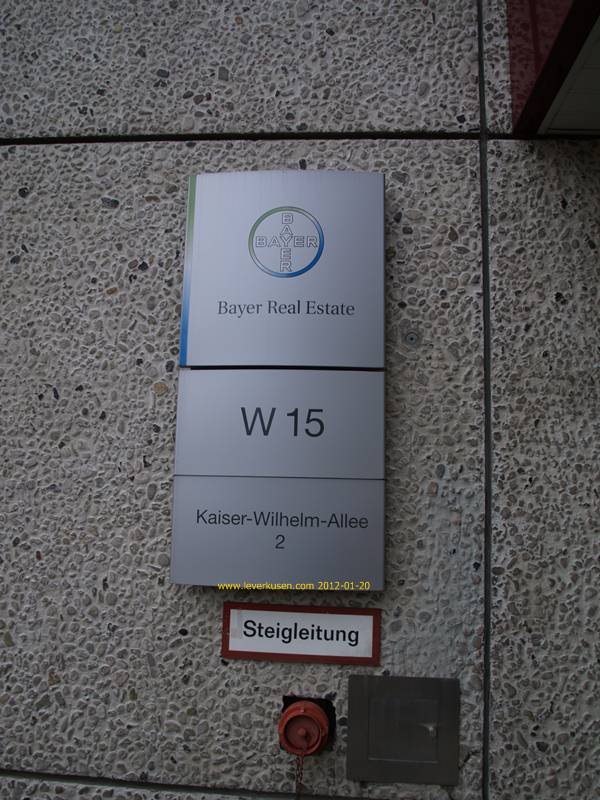 BAYER
BAYER
Bayer Real Estate
W 15
Kaiser-Wilhelm-Allee
2
www.leverkusen.com 2012-01-20
Steigleitung